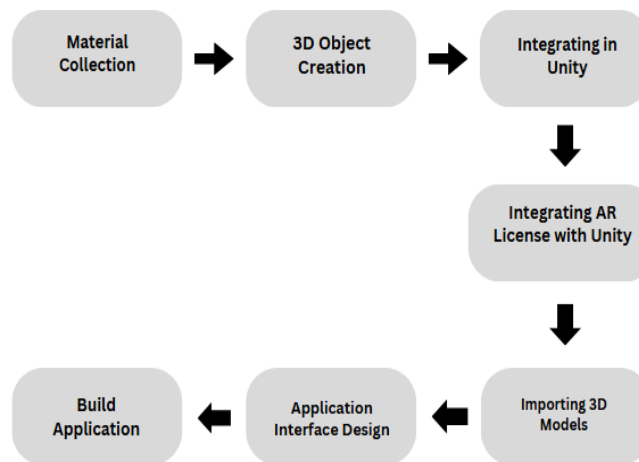 Material
Collection
3D Object
Creation
Integrating in
Unity
Integrating AR
License with Unity
Importing 3D
Models
Application
Interface Design
Build
Application